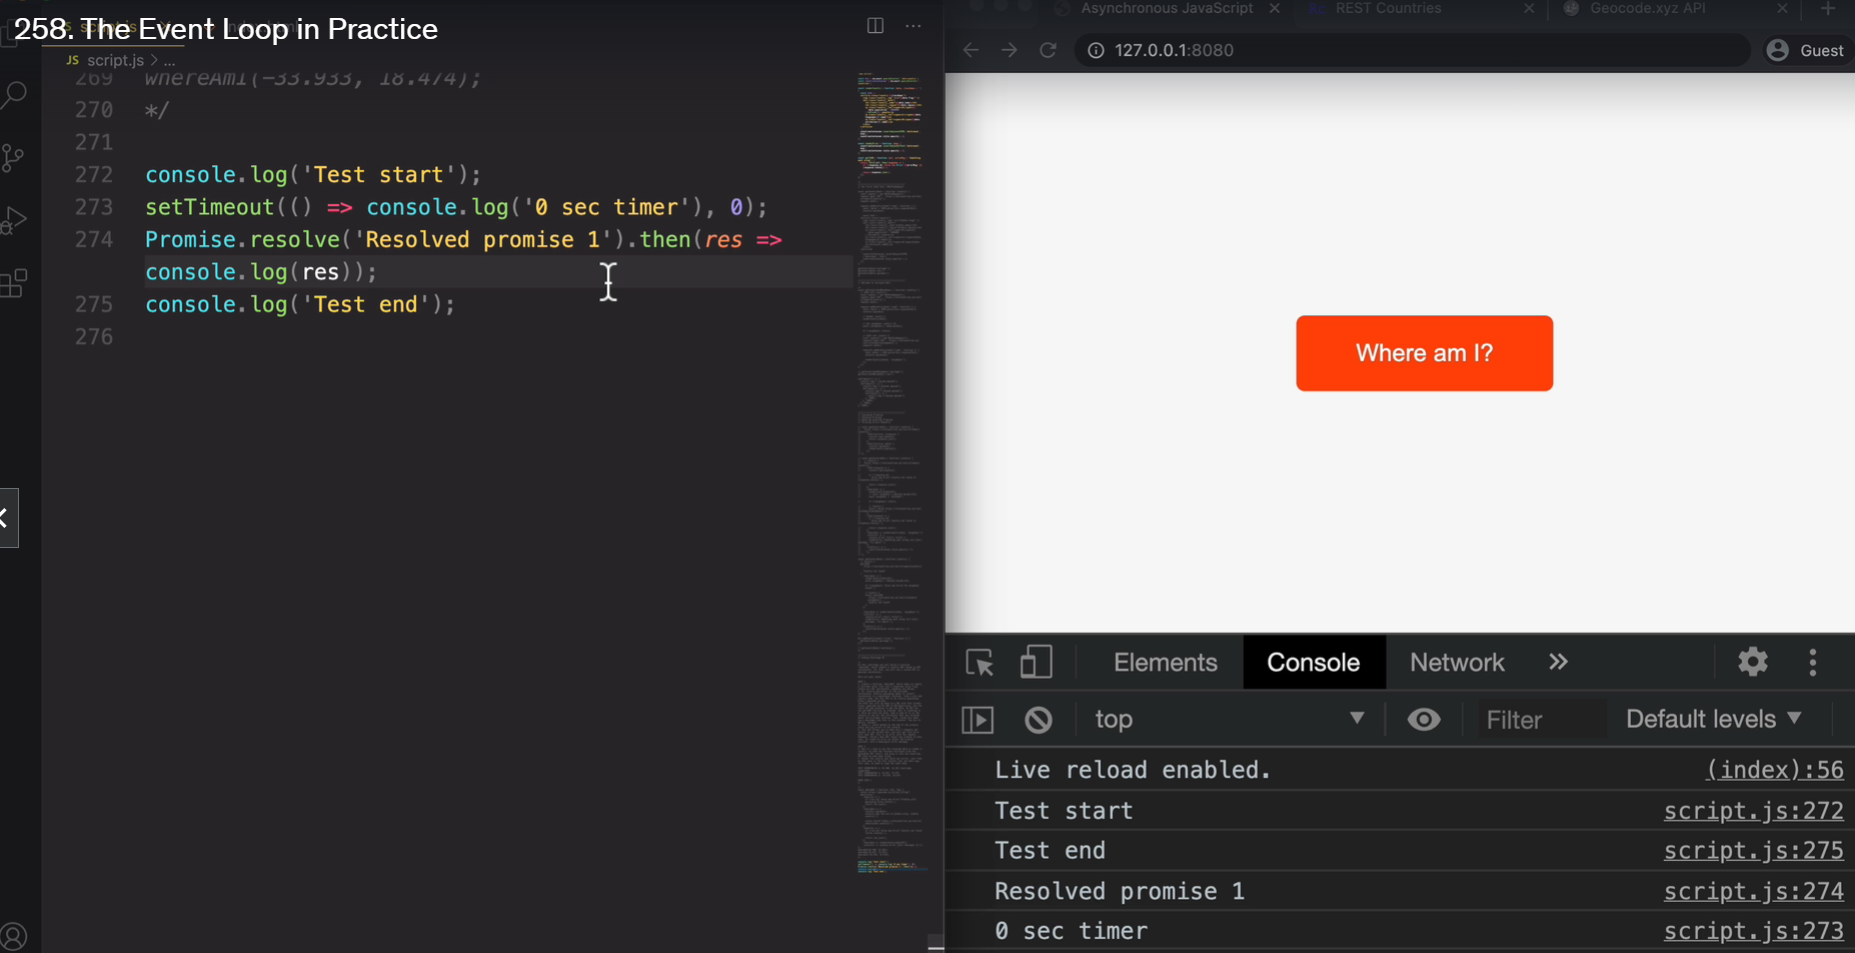 258. The Event Loop in Practice
Asynchronous JavaScript
REST Countries
Geocode.xyz API
127.0.0.1:8080
Guest
JS script.js > ...
269 whereAmI(-33.933, 18.474);
270 */
271
272 console.log('Test start');
273 setTimeout(() => console.log('0 sec timer'), 0);
274 Promise.resolve('Resolved promise 1').then(res =>
console.log(res));
275 console.log('Test end');
276
Where am I?
Elements Console Network »
top Filter Default levels
Live reload enabled. (index):56
Test start script.js:272
Test end script.js:275
Resolved promise 1 script.js:274
0 sec timer script.js:273